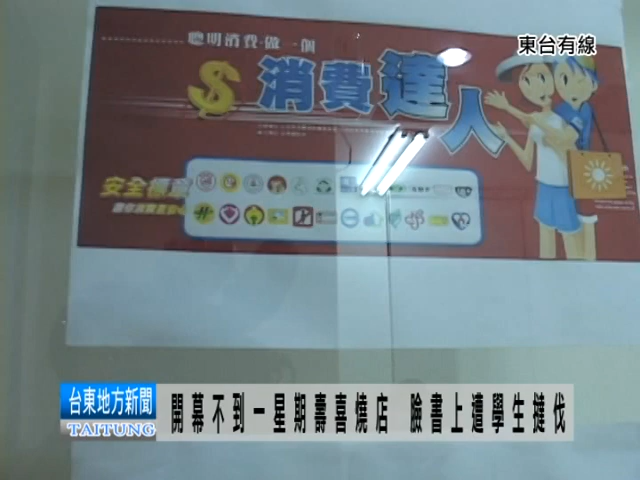 東台有線
聰明消費·做一個
$消費達人
安全標章
台東地方新聞
TAITUNG
開幕不到一星期壽喜燒店 臉書上遭學生撻伐